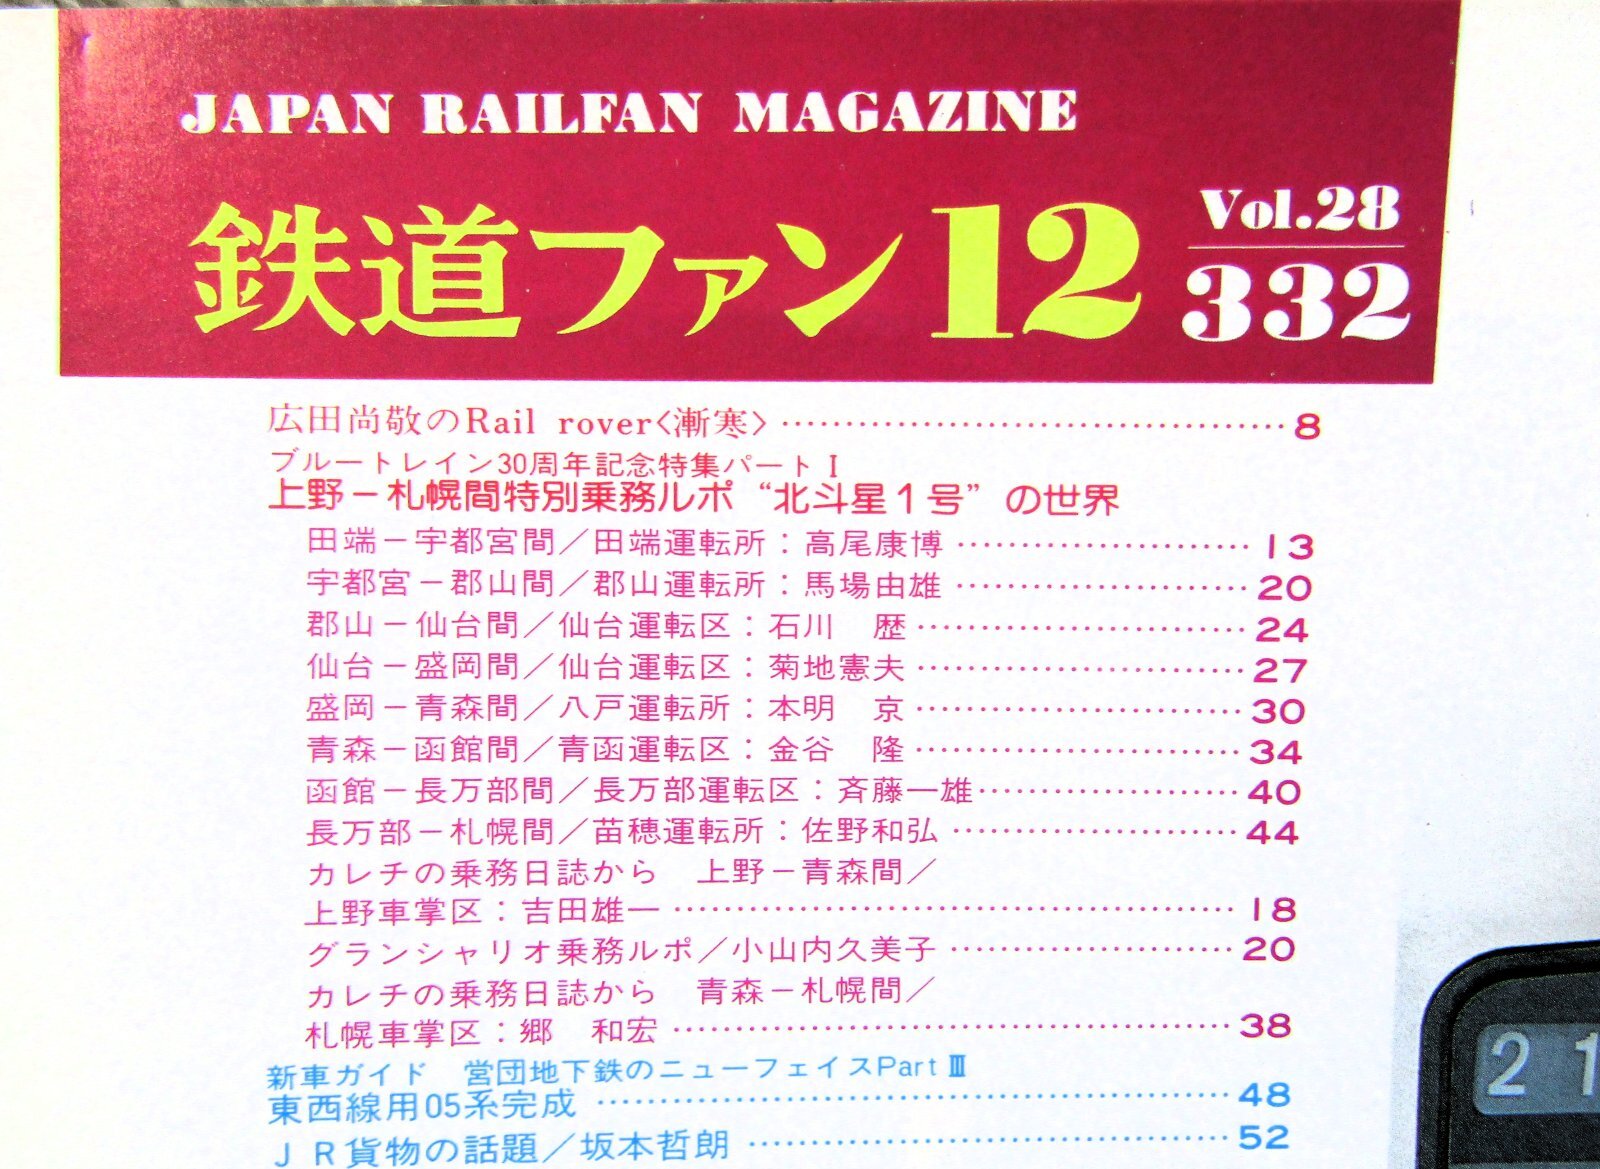 JAPAN RAILFAN MAGAZINE
鉄道ファン12 Vol.28
332
広田尚敬のRail rover〈漸寒〉……………………………………8
ブルートレイン30周年記念特集パートⅠ
上野－札幌間特別乗務ルポ“北斗星1号”の世界
田端－宇都宮間／田端運転所：高尾康博……………………13
宇都宮－郡山間／郡山運転所：馬場由雄……………………20
郡山－仙台間／仙台運転区：石川　歴………………………24
仙台－盛岡間／仙台運転区：菊地憲夫………………………27
盛岡－青森間／八戸運転所：本明　京………………………30
青森－函館間／青函運転区：金谷　隆………………………34
函館－長万部間／長万部運転区：斉藤一雄…………………40
長万部－札幌間／苗穂運転所：佐野和弘……………………44
カレチの乗務日誌から　上野－青森間／
上野車掌区：吉田雄一…………………………………………18
グランシャリオ乗務ルポ／小山内久美子……………………20
カレチの乗務日誌から　青森－札幌間／
札幌車掌区：郷　和宏…………………………………………38
新車ガイド　営団地下鉄のニューフェイスPartⅢ
東西線用05系完成………………………………………………48
JR貨物の話題／坂本哲朗……………………………………52
2 1